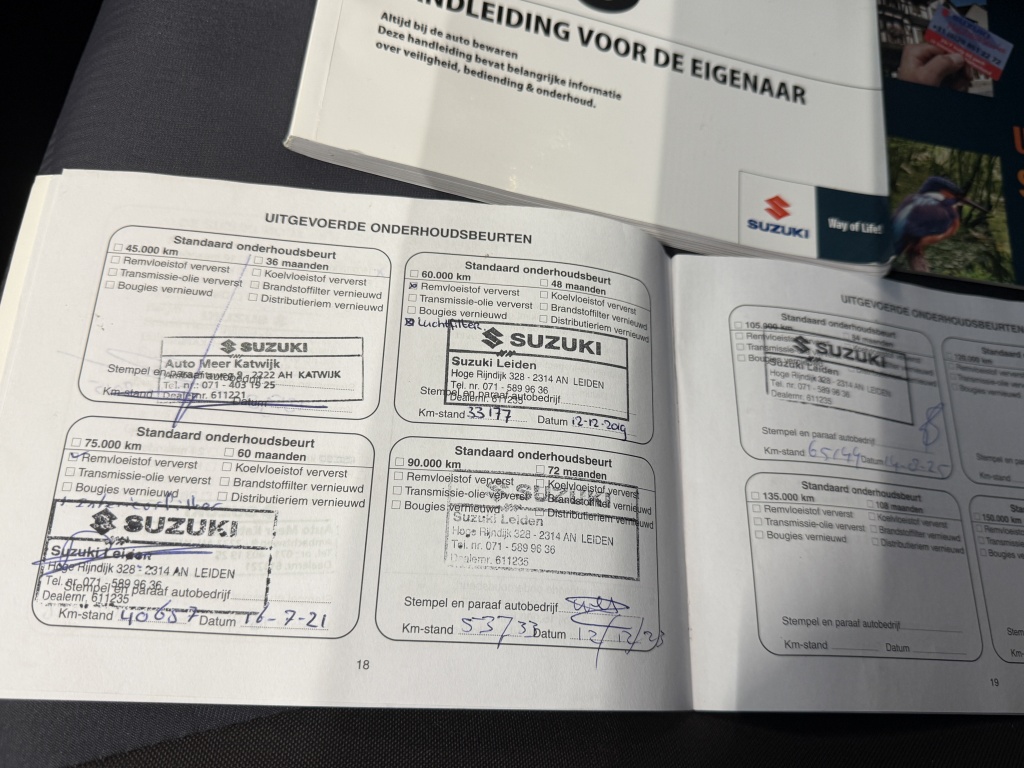 HANDLEIDING VOOR DE EIGENAAR
Altijd bij de auto bewaren
Deze handleiding bevat belangrijke informatie
over veiligheid, bediening & onderhoud.
SUZUKI
Way of Life!
UITGEVOERDE ONDERHOUDSBEURTEN
Standaard onderhoudsbeurt
45.000 km
36 maanden
Remvloeistof ververst
Koelvloeistof ververst
Transmissie-olie ververst
Brandstoffilter vernieuwd
Bougies vernieuwd
Distributieriem vernieuwd
SUZUKI
Auto Meer Katwijk
2222 AH KATWIJK
Tel. nr. 071 - 403 19 25
Dealernr. 611221
Stempel en paraaf autobedrijf
Km-stand
Datum
Standaard onderhoudsbeurt
60.000 km
48 maanden
Remvloeistof ververst
Koelvloeistof ververst
Transmissie-olie ververst
Brandstoffilter vernieuwd
Bougies vernieuwd
Distributieriem vernieuwd
Luchtfilter
SUZUKI
Suzuki Leiden
Hoge Rijndijk 328 - 2314 AN LEIDEN
Tel. nr. 071 - 589 96 36
Stempel en paraaf autobedrijf
Dealernr. 611235
Km-stand 33177 Datum 12-12-2019
Standaard onderhoudsbeurt
75.000 km
60 maanden
Remvloeistof ververst
Koelvloeistof ververst
Transmissie-olie ververst
Brandstoffilter vernieuwd
Bougies vernieuwd
Distributieriem vernieuwd
+ Interieurfilter
SUZUKI
Suzuki Leiden
Hoge Rijndijk 328 - 2314 AN LEIDEN
Tel. nr. 071 - 589 96 36
Stempel en paraaf autobedrijf
Dealernr. 611235
Km-stand 40657 Datum 16-7-21
Standaard onderhoudsbeurt
90.000 km
72 maanden
Remvloeistof ververst
Koelvloeistof ververst
Transmissie-olie ververst
Brandstoffilter vernieuwd
Bougies vernieuwd
Distributieriem vernieuwd
SUZUKI
Suzuki Leiden
Hoge Rijndijk 328 - 2314 AN LEIDEN
Tel. nr. 071 - 589 96 36
Dealernr. 611235
Stempel en paraaf autobedrijf
Km-stand 53733 Datum 12/12/23
18
UITGEVOERDE ONDERHOUDSBEURTEN
Standaard onderhoudsbeurt
105.000 km
Remvloeistof ververst
SUZUKI
Suzuki Leiden
Hoge Rijndijk 328 - 2314 AN LEIDEN
Tel. nr. 071 - 589 96 36
Dealernr. 611235
Stempel en paraaf autobedrijf
Km-stand Datum
Standaard onderhoudsbeurt
135.000 km
108 maanden
Remvloeistof ververst
Koelvloeistof ververst
Transmissie-olie ververst
Brandstoffilter vernieuwd
Bougies vernieuwd
Distributieriem vernieuwd
Stempel en paraaf autobedrijf
Km-stand Datum
150.000 km
19